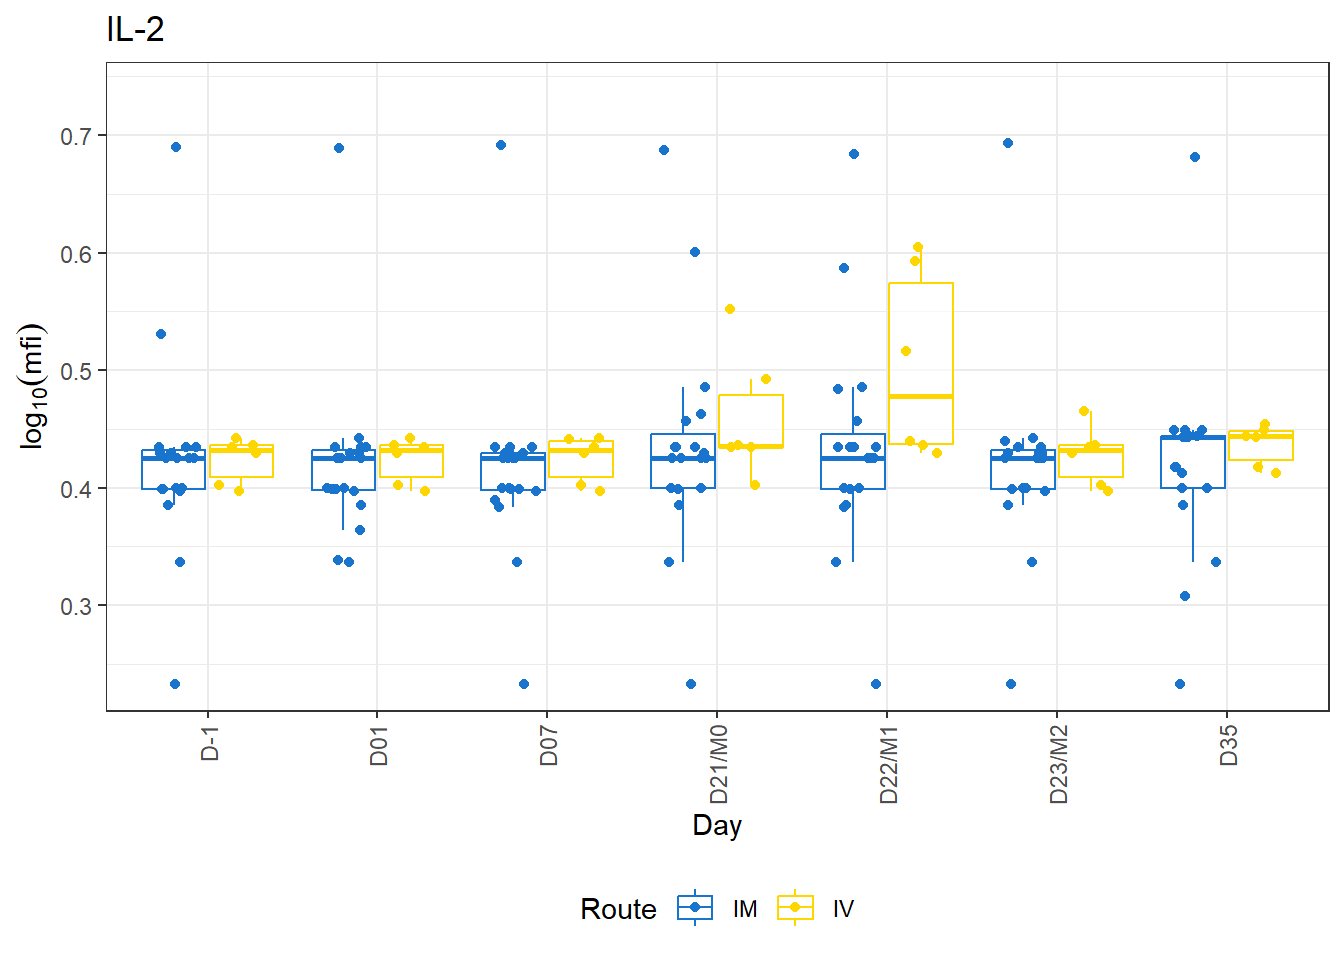 IL-2
log10(mfi)
0.7
0.6
0.5
0.4
0.3
D-1
D01
D07
D21/M0
D22/M1
D23/M2
D35
Day
Route IM IV